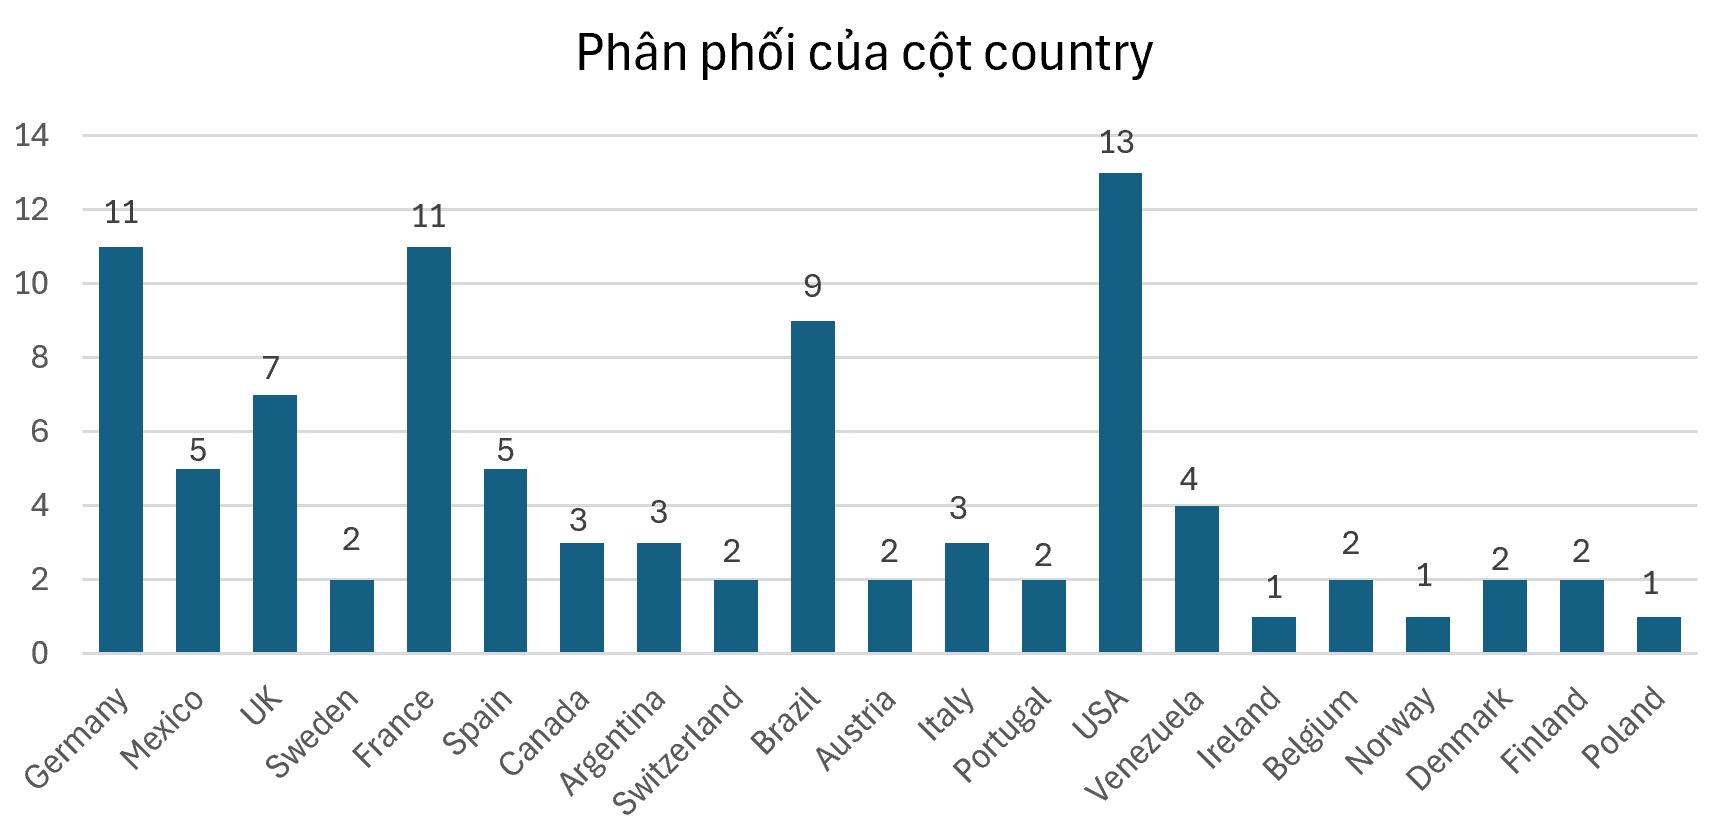 Phân phối của cột country
14
12
10
8
6
4
2
0
11
5
7
2
11
5
3
3
2
9
2
3
2
13
4
1
2
1
2
2
1
Germany
Mexico
UK
Sweden
France
Spain
Canada
Argentina
Switzerland
Brazil
Austria
Italy
Portugal
USA
Venezuela
Ireland
Belgium
Norway
Denmark
Finland
Poland